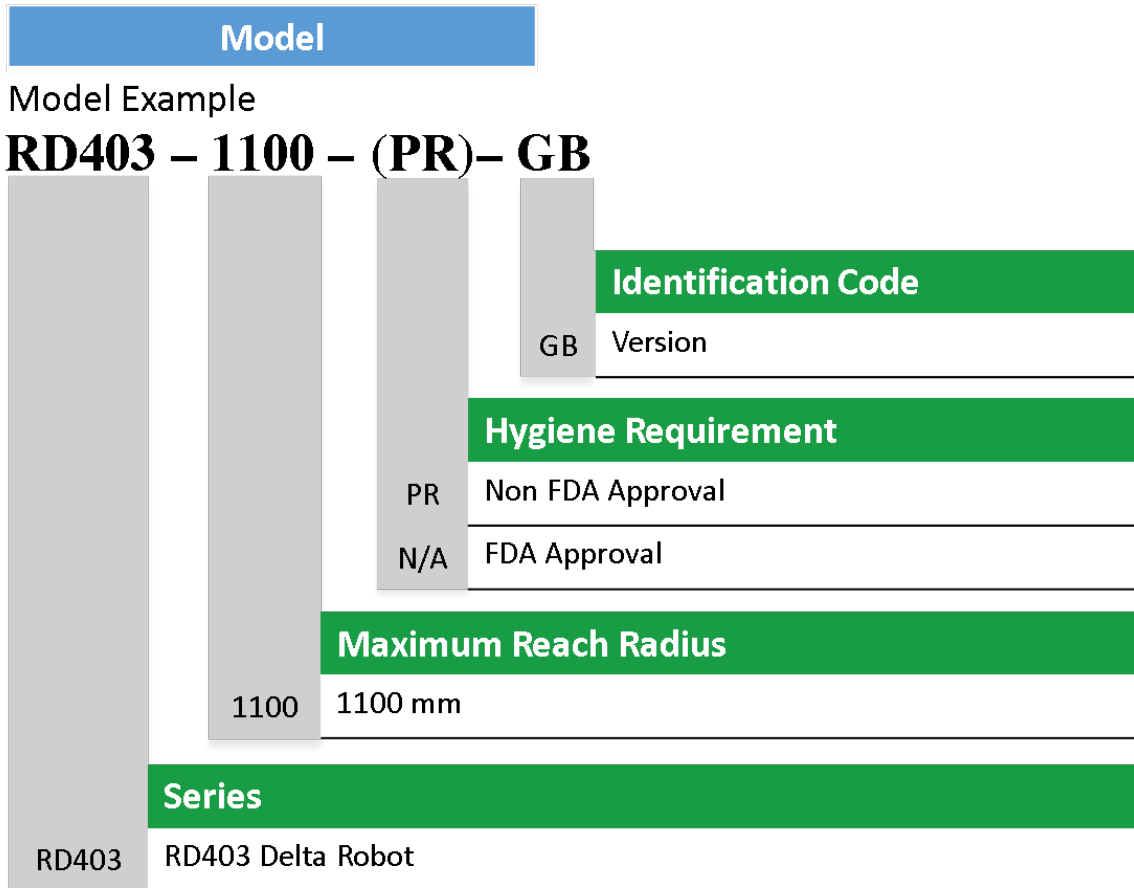 Model
Model Example
RD403 – 1100 – (PR)– GB
Identification Code
GB Version
Hygiene Requirement
PR Non FDA Approval
N/A FDA Approval
Maximum Reach Radius
1100 1100 mm
Series
RD403 RD403 Delta Robot